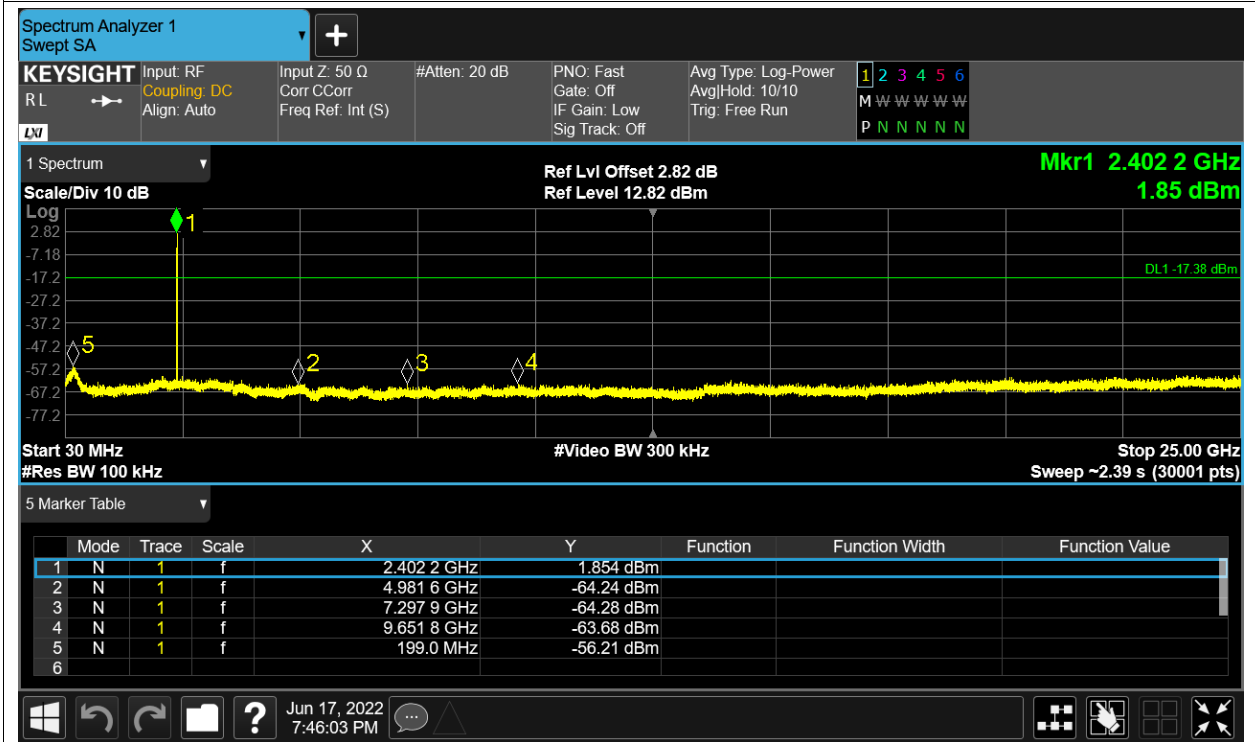 Spectrum Analyzer 1
Swept SA
+
KEYSIGHT
R L
LXI
Input: RF
Coupling: DC
Align: Auto
Input Z: 50 Ω
Corr CCorr
Freq Ref: Int (S)
#Atten: 20 dB
PNO: Fast
Gate: Off
IF Gain: Low
Sig Track: Off
Avg Type: Log-Power
Avg|Hold: 10/10
Trig: Free Run
1 2 3 4 5 6
M W W W W W
P N N N N N
1 Spectrum
Scale/Div 10 dB
Ref Lvl Offset 2.82 dB
Ref Level 12.82 dBm
Mkr1 2.402 2 GHz
1.85 dBm
Log
2.82
-7.18
-17.2
-27.2
-37.2
-47.2
-57.2
-67.2
-77.2
1
DL1 -17.38 dBm
5
2
3
4
Start 30 MHz
#Video BW 300 kHz
Stop 25.00 GHz
#Res BW 100 kHz
Sweep ~2.39 s (30001 pts)
5 Marker Table
Mode Trace Scale X Y Function Function Width Function Value
1 N 1 f 2.402 2 GHz 1.854 dBm
2 N 1 f 4.981 6 GHz -64.24 dBm
3 N 1 f 7.297 9 GHz -64.28 dBm
4 N 1 f 9.651 8 GHz -63.68 dBm
5 N 1 f 199.0 MHz -56.21 dBm
6
?
Jun 17, 2022
7:46:03 PM